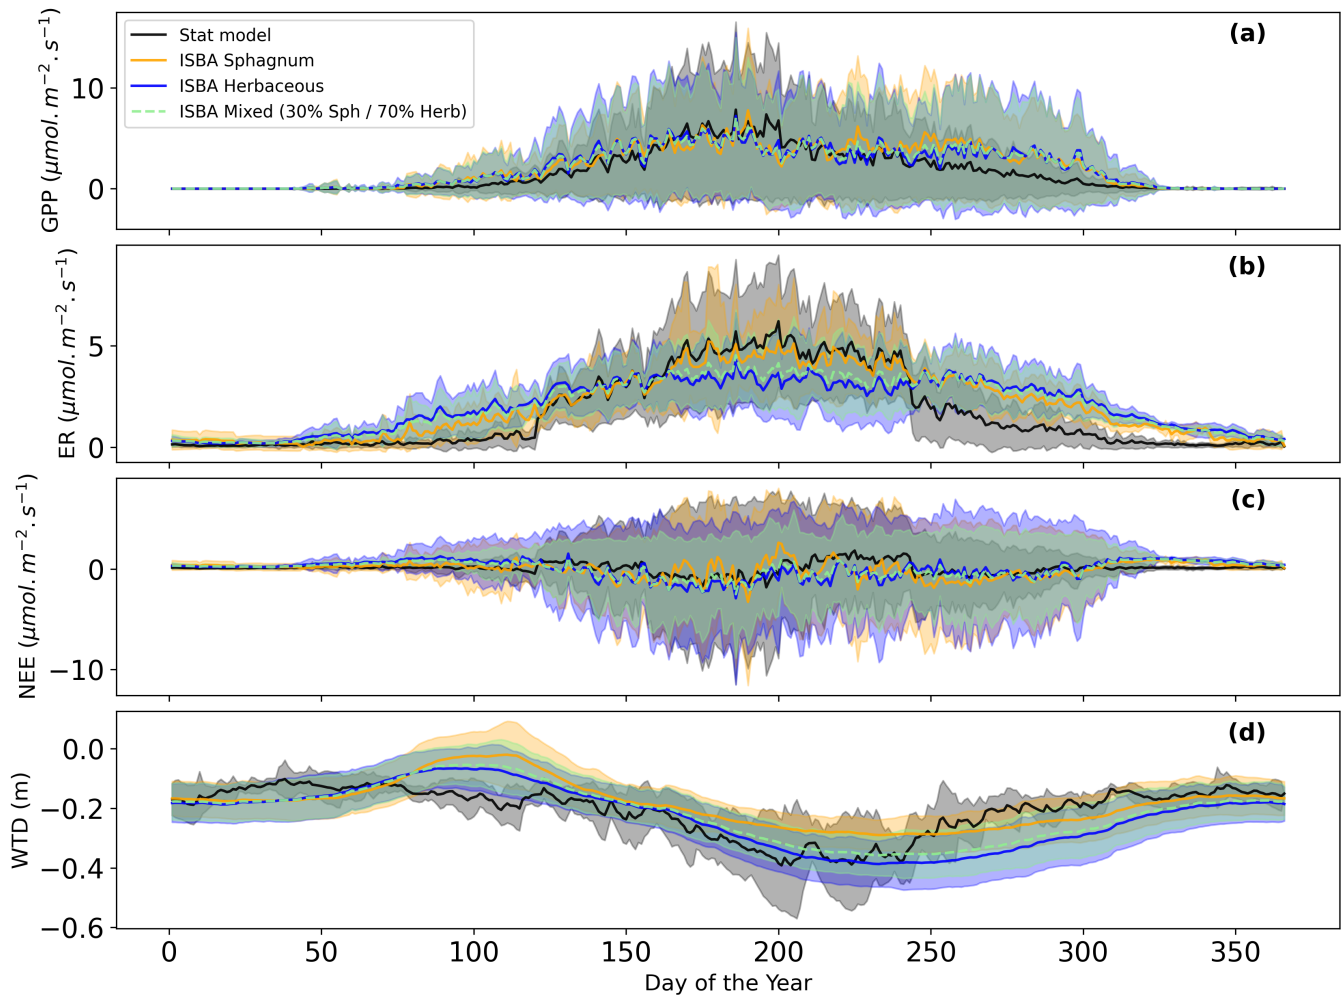 GPP (μmol. m⁻². s⁻¹)
10
0
Stat model
ISBA Sphagnum
ISBA Herbaceous
ISBA Mixed (30% Sph / 70% Herb)
(a)
ER (μmol. m⁻². s⁻¹)
5
0
(b)
NEE (μmol. m⁻². s⁻¹)
0
−10
(c)
WTD (m)
0.0
−0.2
−0.4
−0.6
(d)
0 50 100 150 200 250 300 350
Day of the Year